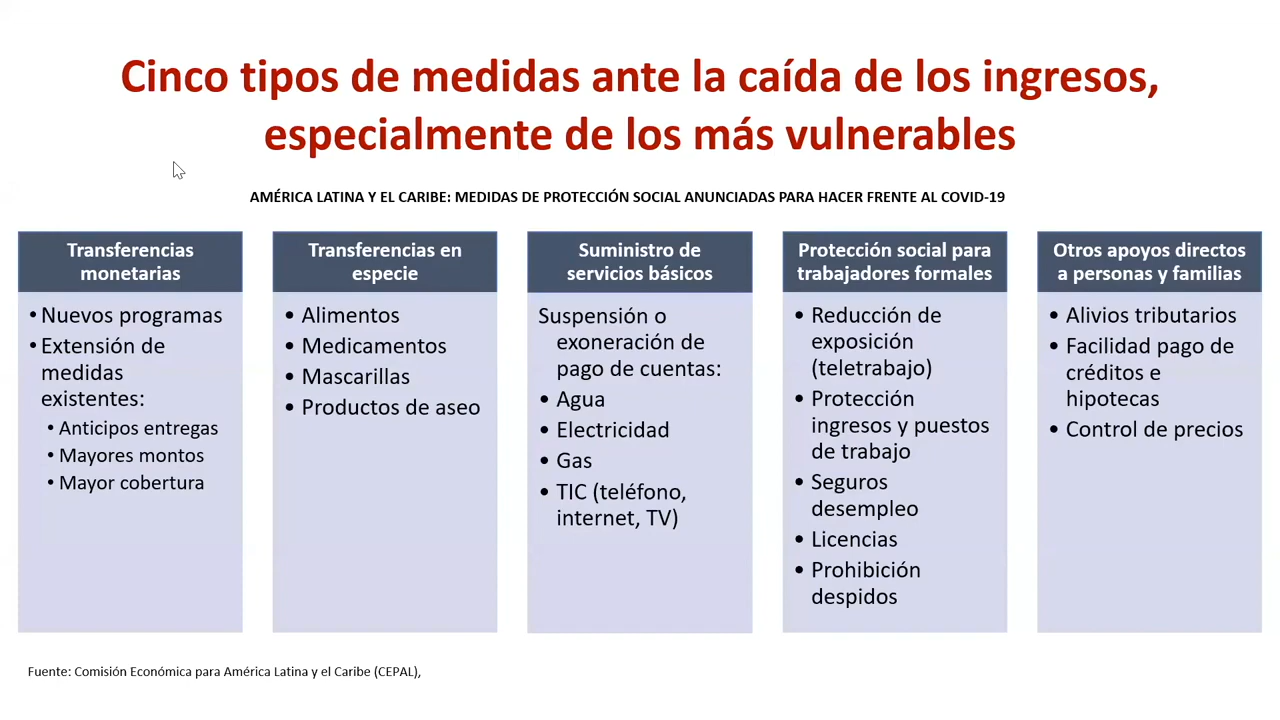 Cinco tipos de medidas ante la caída de los ingresos,
especialmente de los más vulnerables
AMÉRICA LATINA Y EL CARIBE: MEDIDAS DE PROTECCIÓN SOCIAL ANUNCIADAS PARA HACER FRENTE AL COVID-19
Transferencias
monetarias
• Nuevos programas
• Extensión de
medidas
existentes:
• Anticipos entregas
• Mayores montos
• Mayor cobertura
Transferencias en
especie
• Alimentos
• Medicamentos
• Mascarillas
• Productos de aseo
Suministro de
servicios básicos
Suspensión o
exoneración de
pago de cuentas:
• Agua
• Electricidad
• Gas
• TIC (teléfono,
internet, TV)
Protección social para
trabajadores formales
• Reducción de
exposición
(teletrabajo)
• Protección
ingresos y puestos
de trabajo
• Seguros
desempleo
• Licencias
• Prohibición
despidos
Otros apoyos directos
a personas y familias
• Alivios tributarios
• Facilidad pago de
créditos e
hipotecas
• Control de precios
Fuente: Comisión Económica para América Latina y el Caribe (CEPAL),